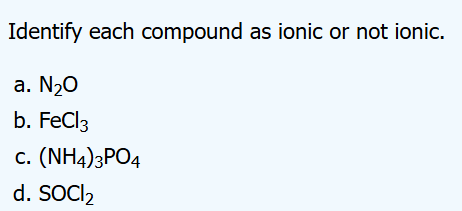 Identify each compound as ionic or not ionic.
a. N₂O
b. FeCl₃
c. (NH₄)₃PO₄
d. SOCl₂